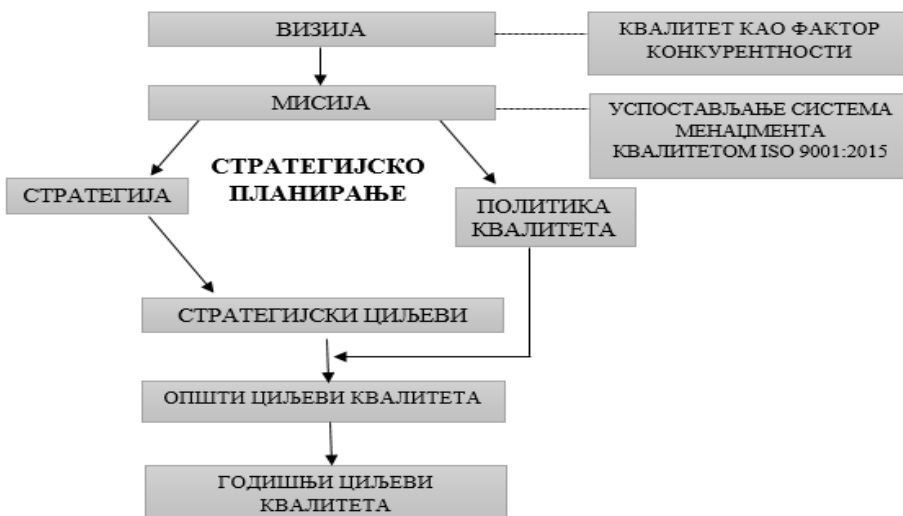 ВИЗИЈА
КВАЛИТЕТ КАО ФАКТОР
КОНКУРЕНТНОСТИ
МИСИЈА
УСПОСТАВЉАЊЕ СИСТЕМА
МЕНАЏМЕНТА
КВАЛИТЕТОМ ISO 9001:2015
СТРАТЕГИЈСКО
ПЛАНИРАЊЕ
СТРАТЕГИЈА
ПОЛИТИКА
КВАЛИТЕТА
СТРАТЕГИЈСКИ ЦИЉЕВИ
ОПШТИ ЦИЉЕВИ КВАЛИТЕТА
ГОДИШЊИ ЦИЉЕВИ
КВАЛИТЕТА